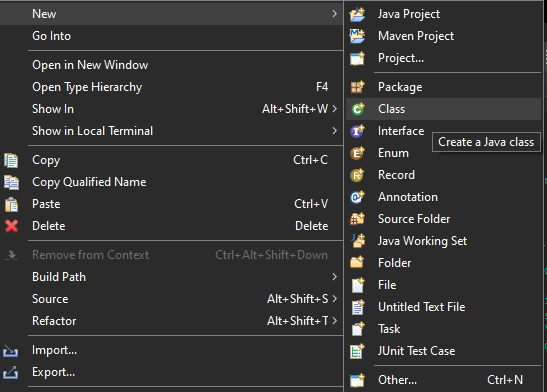 New
Go Into
Open in New Window
Open Type Hierarchy F4
Show In Alt+Shift+W
Show in Local Terminal
Copy Ctrl+C
Copy Qualified Name
Paste Ctrl+V
Delete Delete
Remove from Context Ctrl+Alt+Shift+Down
Build Path
Source Alt+Shift+S
Refactor Alt+Shift+T
Import...
Export...
Java Project
Maven Project
Project...
Package
Class
Interface
Create a Java class
Enum
Record
Annotation
Source Folder
Java Working Set
Folder
File
Untitled Text File
Task
JUnit Test Case
Other... Ctrl+N